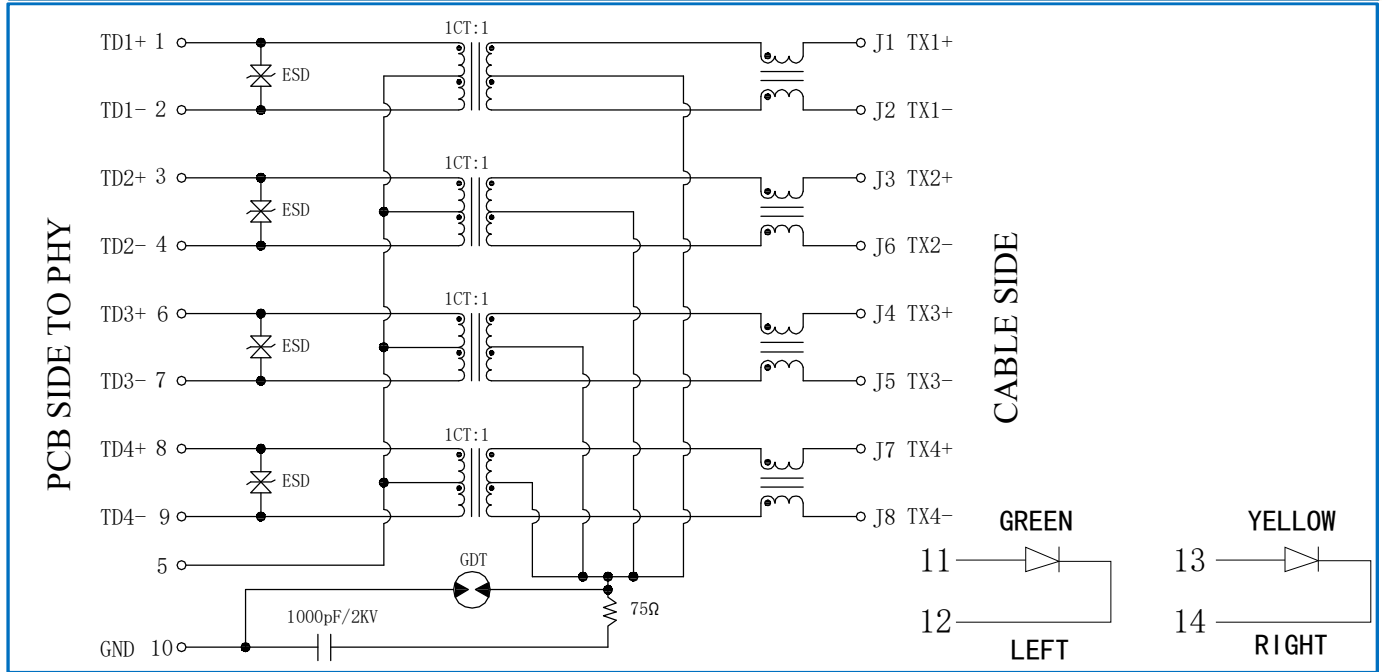 1CT:1
TD1+ 1 J1 TX1+
ESD
TD1- 2 J2 TX1-
1CT:1
TD2+ 3 J3 TX2+
ESD
TD2- 4 J6 TX2-
PCB SIDE TO PHY
CABLE SIDE
1CT:1
TD3+ 6 J4 TX3+
ESD
TD3- 7 J5 TX3-
1CT:1
TD4+ 8 J7 TX4+
ESD
TD4- 9 J8 TX4-
5
GDT
75Ω
1000pF/2KV
GND 10
GREEN
11
12
LEFT
YELLOW
13
14
RIGHT